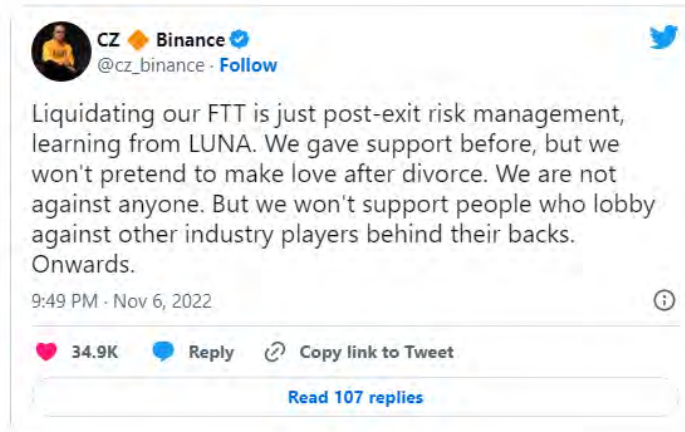 CZ 🔶 Binance
@cz_binance · Follow
Liquidating our FTT is just post-exit risk management,
learning from LUNA. We gave support before, but we
won't pretend to make love after divorce. We are not
against anyone. But we won't support people who lobby
against other industry players behind their backs.
Onwards.
9:49 PM · Nov 6, 2022
34.9K Reply Copy link to Tweet
Read 107 replies